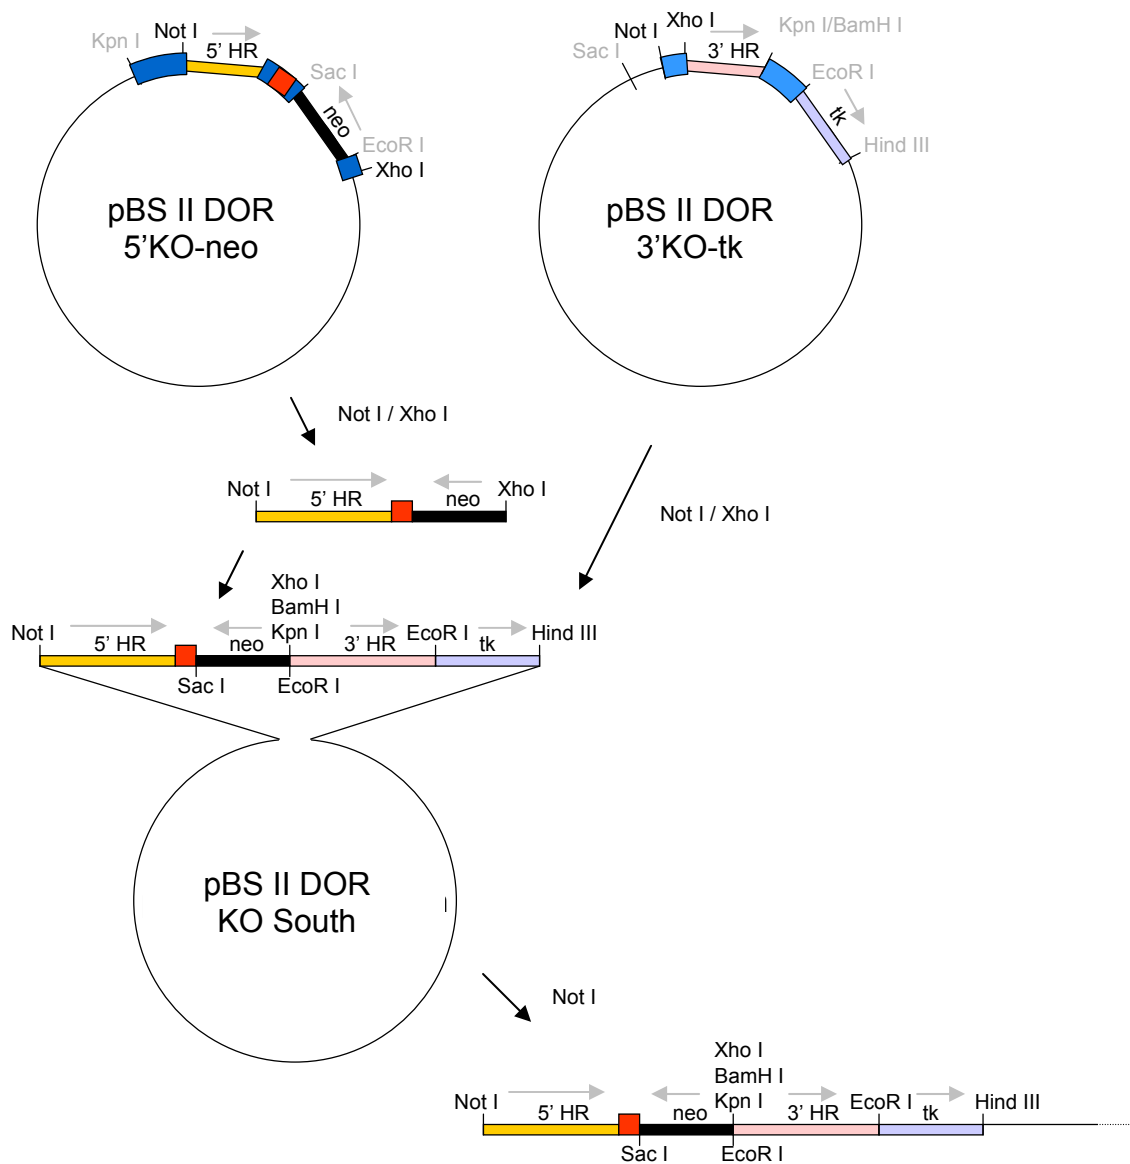 Kpn I
Not I
5’ HR
Sac I
neo
EcoR I
Xho I
pBS II DOR
5’KO-neo
Sac I
Not I
Xho I
3’ HR
Kpn I/BamH I
EcoR I
tk
Hind III
pBS II DOR
3’KO-tk
Not I / Xho I
Not I
5’ HR
neo
Xho I
Not I / Xho I
Xho I
BamH I
Kpn I
Not I
5’ HR
neo
3’ HR
EcoR I
tk
Hind III
Sac I
EcoR I
pBS II DOR
KO South
Not I
Xho I
BamH I
Kpn I
Not I
5’ HR
neo
3’ HR
EcoR I
tk
Hind III
Sac I
EcoR I